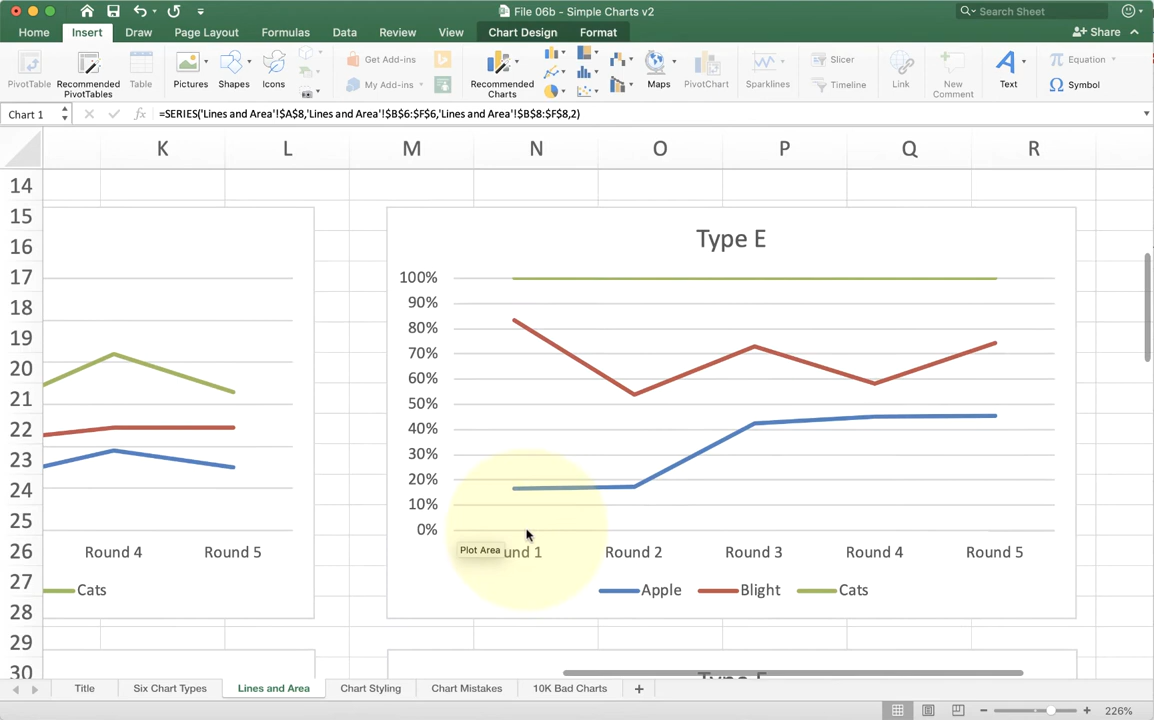 File 06b - Simple Charts v2
Search Sheet
Home Insert Draw Page Layout Formulas Data Review View Chart Design Format Share
PivotTable
Recommended
PivotTables
Table
Pictures
Shapes
Icons
Get Add-ins
My Add-ins
Recommended
Charts
Maps
PivotChart
Sparklines
Slicer
Timeline
Link
New
Comment
Text
Equation
Symbol
Chart 1 fx =SERIES('Lines and Area'!$A$8,'Lines and Area'!$B$6:$F$6,'Lines and Area'!$B$8:$F$8,2)
K L M N O P Q R
14
15
16
17
18
19
20
21
22
23
24
25
26
27
28
29
30
Round 4 Round 5
Cats
Type E
100%
90%
80%
70%
60%
50%
40%
30%
20%
10%
0%
Plot Area
und 1 Round 2 Round 3 Round 4 Round 5
Apple Blight Cats
Title Six Chart Types Lines and Area Chart Styling Chart Mistakes 10K Bad Charts
226%